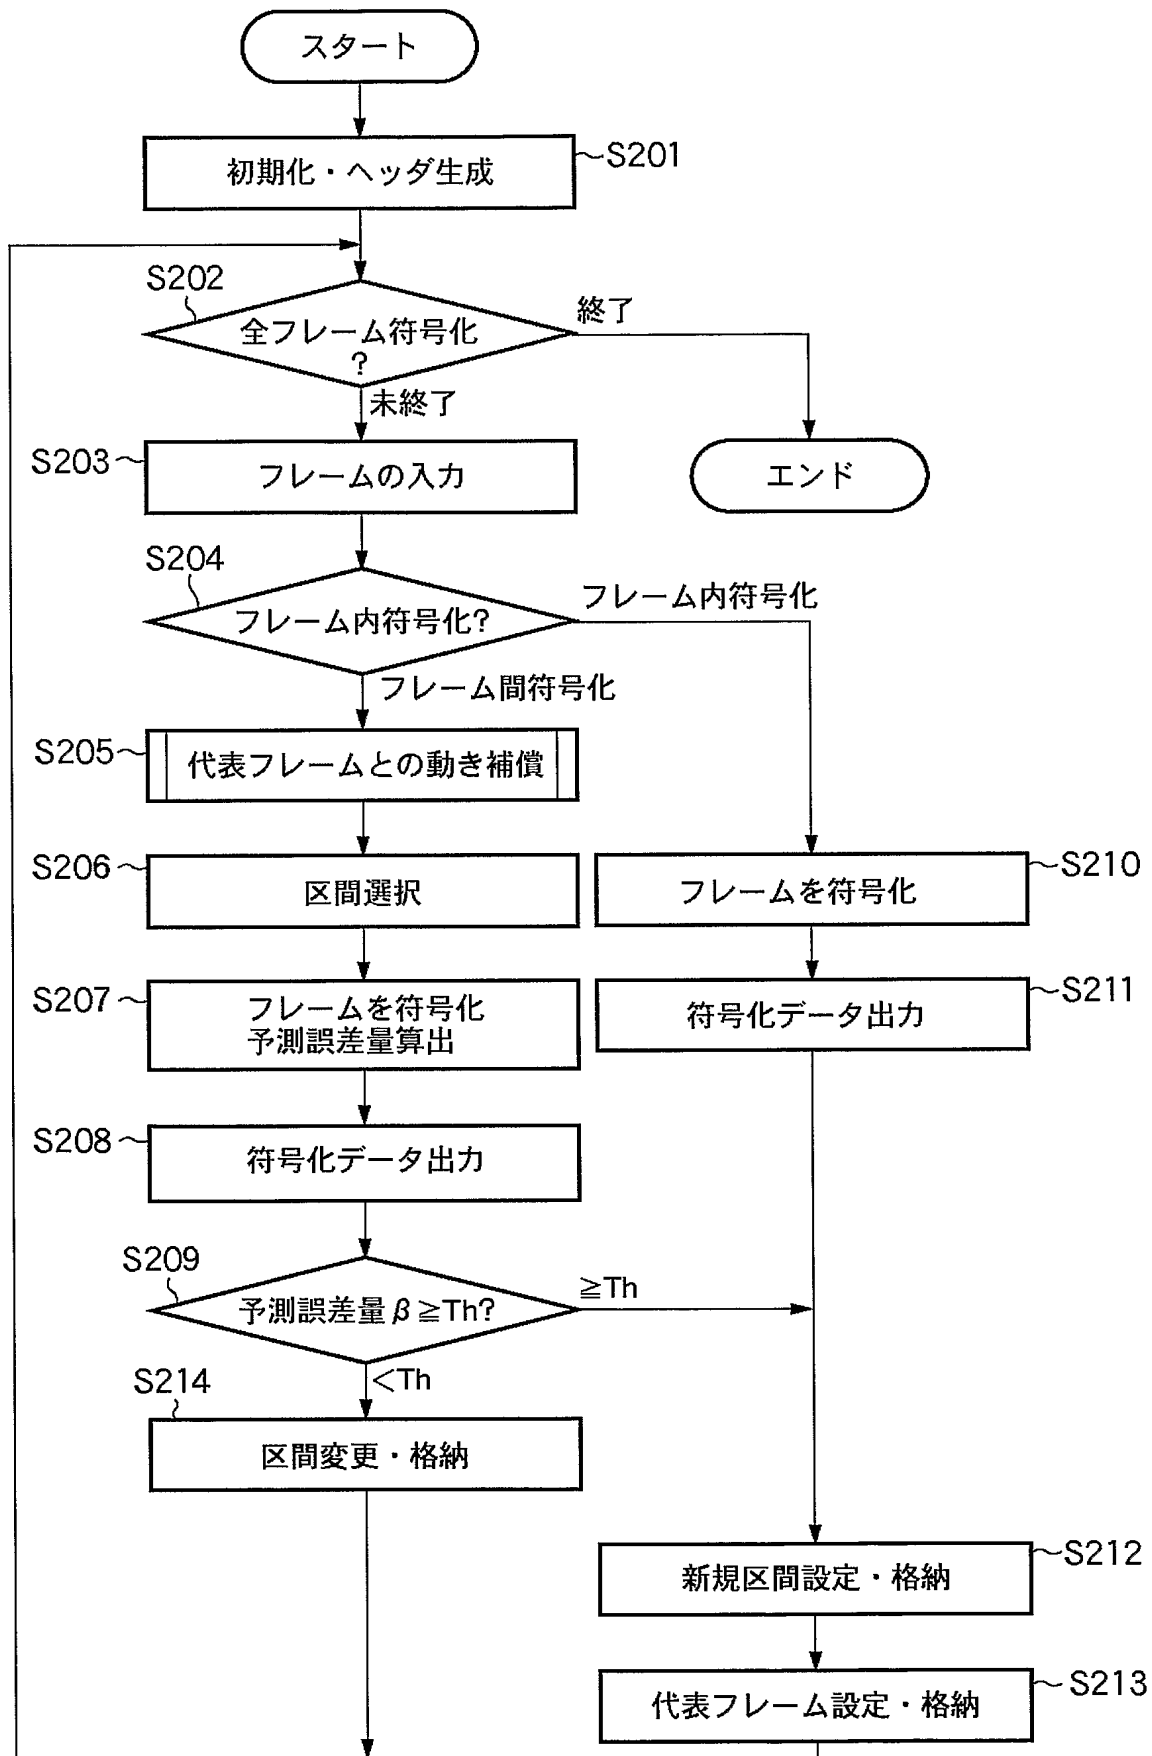 スタート
初期化・ヘッダ生成
S201
S202
全フレーム符号化
?
終了
未終了
S203
フレームの入力
エンド
S204
フレーム内符号化?
フレーム内符号化
フレーム間符号化
S205
代表フレームとの動き補償
S206
区間選択
フレームを符号化
S210
S207
フレームを符号化
予測誤差量算出
符号化データ出力
S211
S208
符号化データ出力
S209
予測誤差量β≧Th?
≧Th
<Th
S214
区間変更・格納
新規区間設定・格納
S212
代表フレーム設定・格納
S213